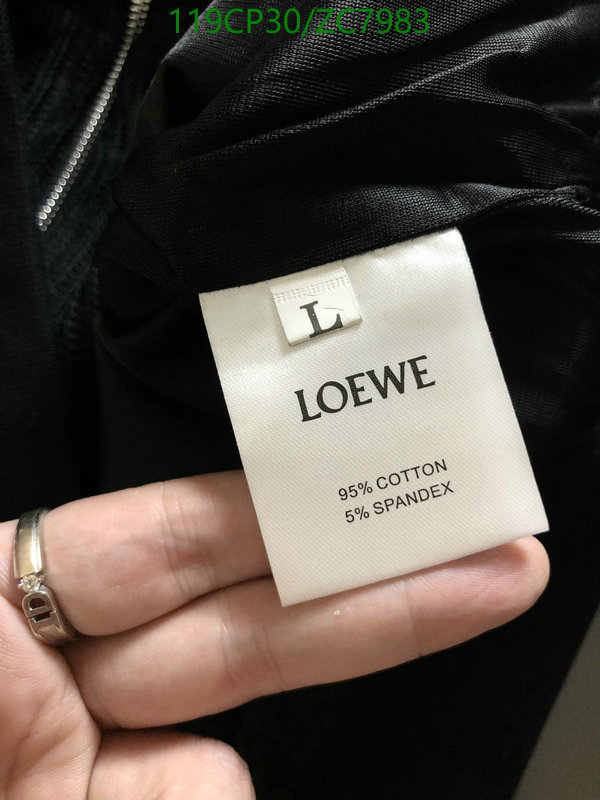 119CP30/ZC7983
L
LOEWE
95% COTTON
5% SPANDEX